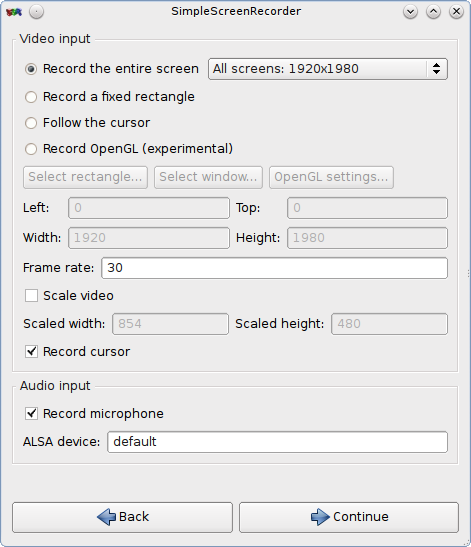 SimpleScreenRecorder
Video input
Record the entire screen All screens: 1920x1980
Record a fixed rectangle
Follow the cursor
Record OpenGL (experimental)
Select rectangle... Select window... OpenGL settings...
Left: 0 Top: 0
Width: 1920 Height: 1980
Frame rate: 30
Scale video
Scaled width: 854 Scaled height: 480
Record cursor
Audio input
Record microphone
ALSA device: default
Back Continue